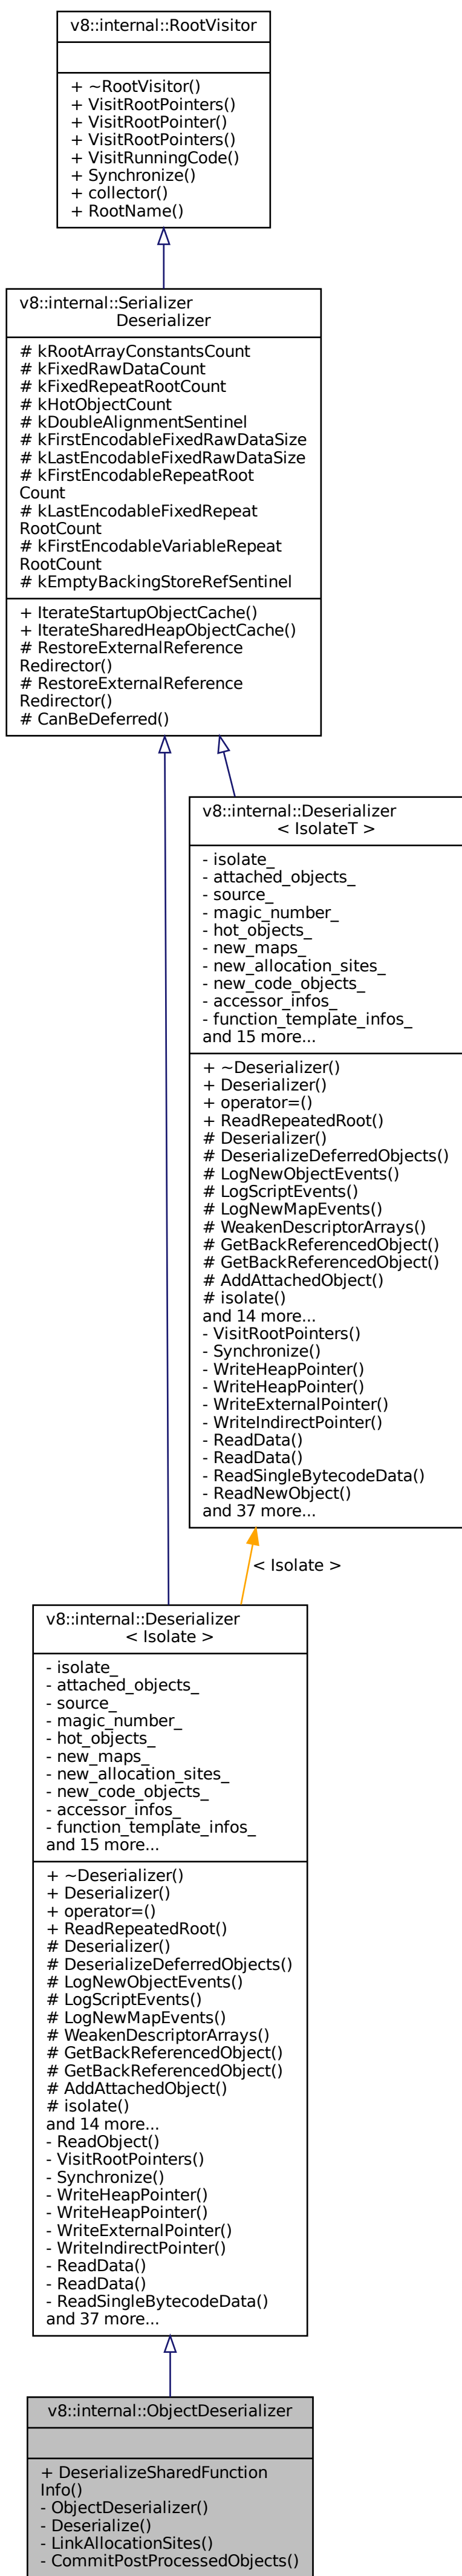 v8::internal::RootVisitor
+ ~RootVisitor()
+ VisitRootPointers()
+ VisitRootPointer()
+ VisitRootPointers()
+ VisitRunningCode()
+ Synchronize()
+ collector()
+ RootName()
v8::internal::Serializer
Deserializer
# kRootArrayConstantsCount
# kFixedRawDataCount
# kFixedRepeatRootCount
# kHotObjectCount
# kDoubleAlignmentSentinel
# kFirstEncodableFixedRawDataSize
# kLastEncodableFixedRawDataSize
# kFirstEncodableRepeatRoot
Count
# kLastEncodableFixedRepeat
RootCount
# kFirstEncodableVariableRepeat
RootCount
# kEmptyBackingStoreRefSentinel
+ IterateStartupObjectCache()
+ IterateSharedHeapObjectCache()
# RestoreExternalReference
Redirector()
# RestoreExternalReference
Redirector()
# CanBeDeferred()
v8::internal::Deserializer
< IsolateT >
- isolate_
- attached_objects_
- source_
- magic_number_
- hot_objects_
- new_maps_
- new_allocation_sites_
- new_code_objects_
- accessor_infos_
- function_template_infos_
and 15 more...
+ ~Deserializer()
+ Deserializer()
+ operator=()
+ ReadRepeatedRoot()
# Deserializer()
# DeserializeDeferredObjects()
# LogNewObjectEvents()
# LogScriptEvents()
# LogNewMapEvents()
# WeakenDescriptorArrays()
# GetBackReferencedObject()
# GetBackReferencedObject()
# AddAttachedObject()
# isolate()
and 14 more...
- VisitRootPointers()
- Synchronize()
- WriteHeapPointer()
- WriteHeapPointer()
- WriteExternalPointer()
- WriteIndirectPointer()
- ReadData()
- ReadData()
- ReadSingleBytecodeData()
- ReadNewObject()
and 37 more...
< Isolate >
v8::internal::Deserializer
< Isolate >
- isolate_
- attached_objects_
- source_
- magic_number_
- hot_objects_
- new_maps_
- new_allocation_sites_
- new_code_objects_
- accessor_infos_
- function_template_infos_
and 15 more...
+ ~Deserializer()
+ Deserializer()
+ operator=()
+ ReadRepeatedRoot()
# Deserializer()
# DeserializeDeferredObjects()
# LogNewObjectEvents()
# LogScriptEvents()
# LogNewMapEvents()
# WeakenDescriptorArrays()
# GetBackReferencedObject()
# GetBackReferencedObject()
# AddAttachedObject()
# isolate()
and 14 more...
- ReadObject()
- VisitRootPointers()
- Synchronize()
- WriteHeapPointer()
- WriteHeapPointer()
- WriteExternalPointer()
- WriteIndirectPointer()
- ReadData()
- ReadData()
- ReadSingleBytecodeData()
and 37 more...
v8::internal::ObjectDeserializer
+ DeserializeSharedFunction
Info()
- ObjectDeserializer()
- Deserialize()
- LinkAllocationSites()
- CommitPostProcessedObjects()